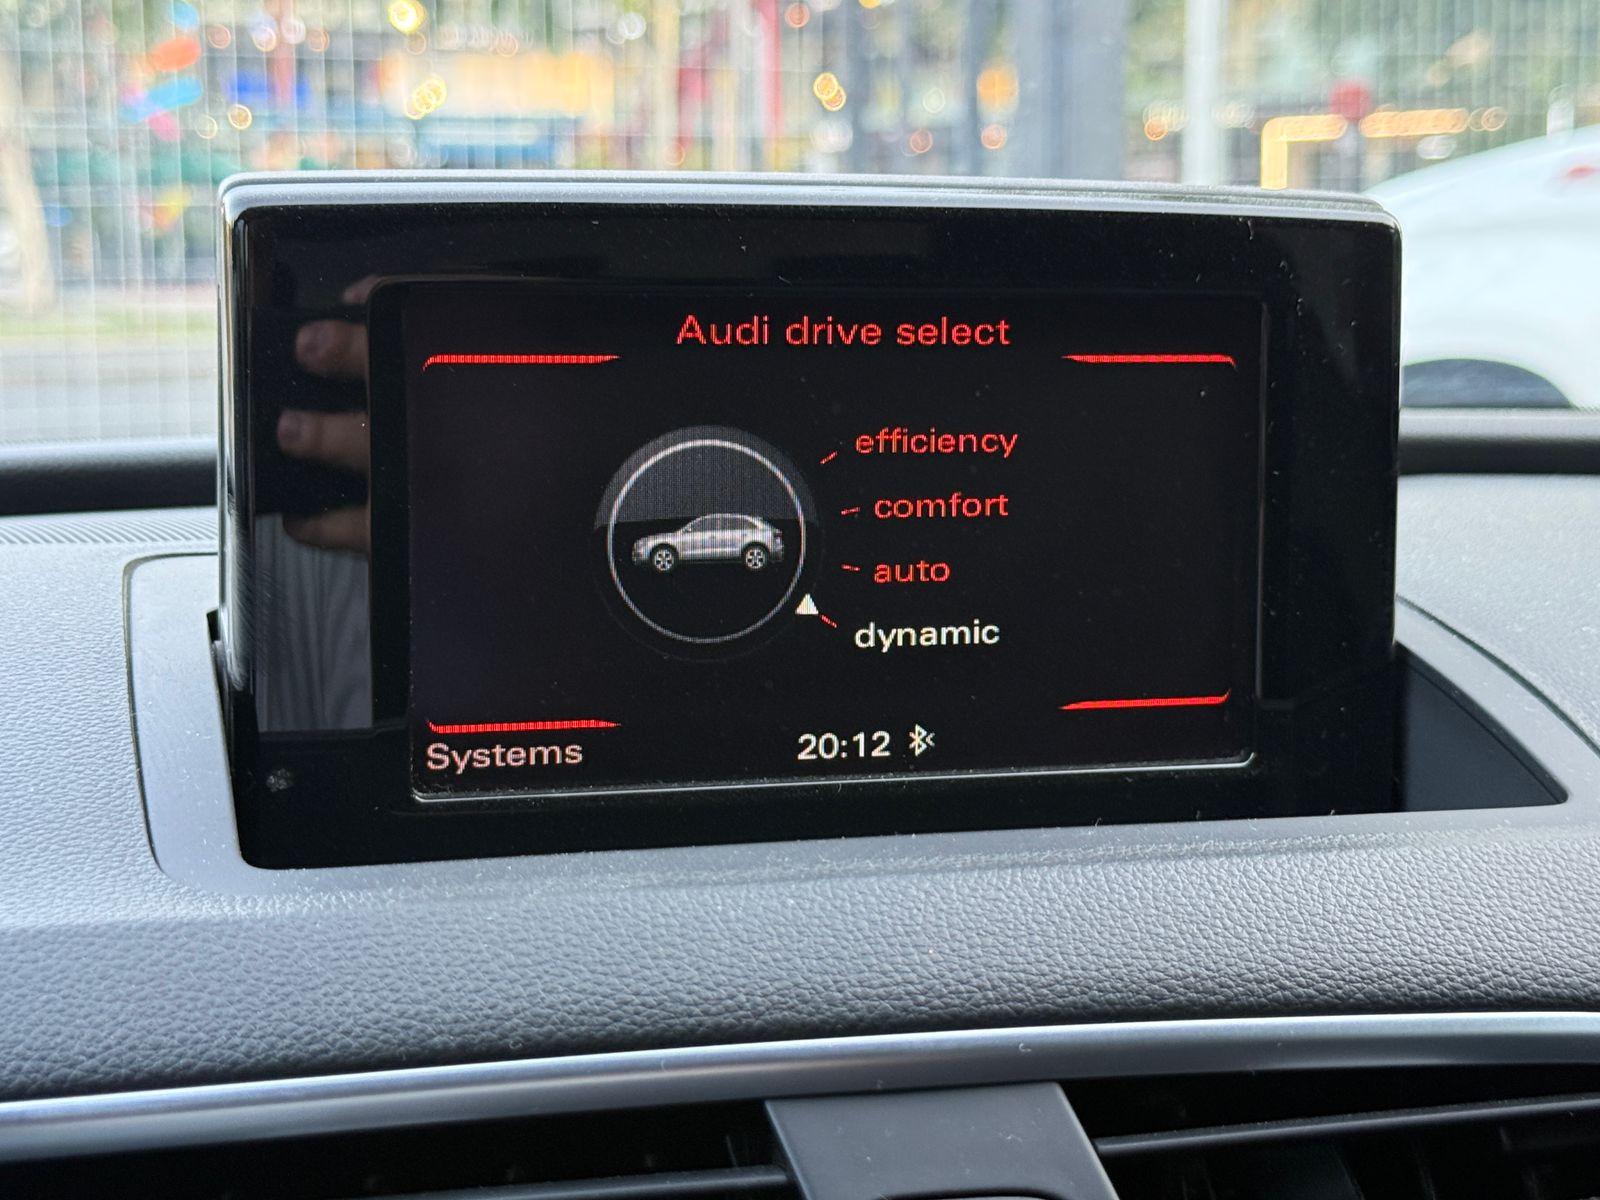 Audi drive select
efficiency
comfort
auto
dynamic
Systems
20:12